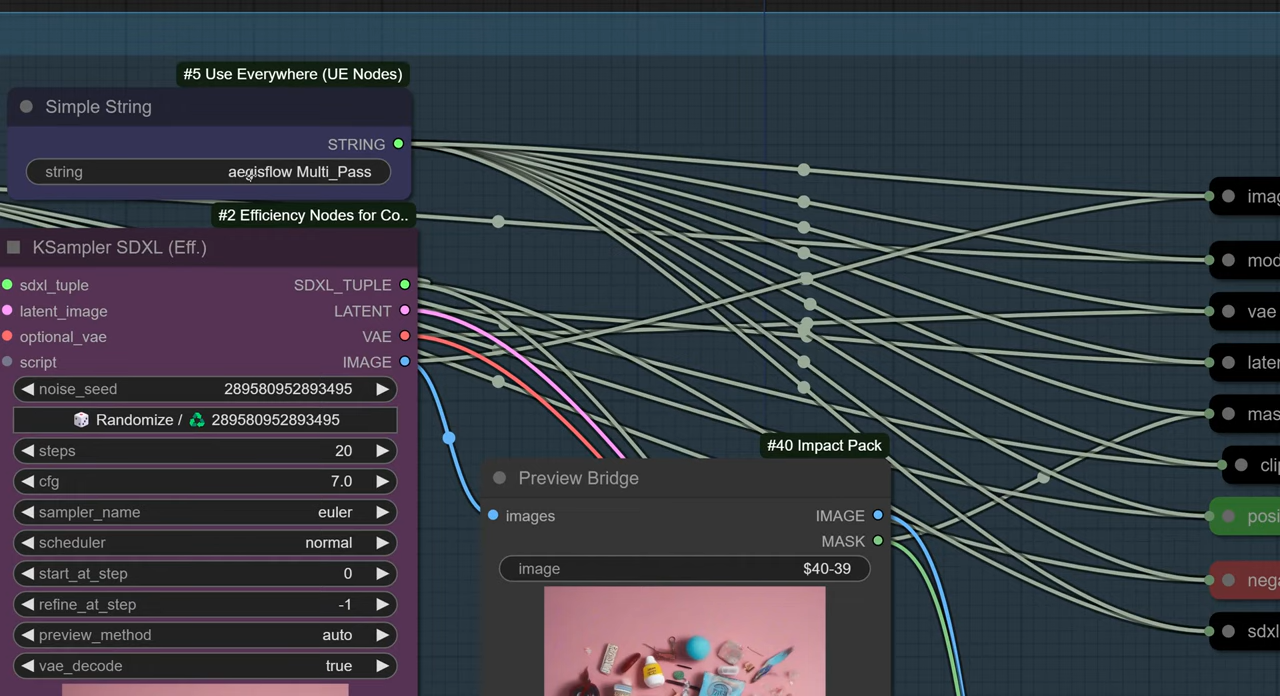 #5 Use Everywhere (UE Nodes)
Simple String
STRING
string aegisflow Multi_Pass
#2 Efficiency Nodes for Co..
KSampler SDXL (Eff.)
sdxl_tuple SDXL_TUPLE
latent_image LATENT
optional_vae VAE
script IMAGE
noise_seed 289580952893495
Randomize / 289580952893495
steps 20
cfg 7.0
sampler_name euler
scheduler normal
start_at_step 0
refine_at_step -1
preview_method auto
vae_decode true
#40 Impact Pack
Preview Bridge
images IMAGE
MASK
image $40-39
imag
mod
vae
laten
mas
clip
posi
nega
sdxl